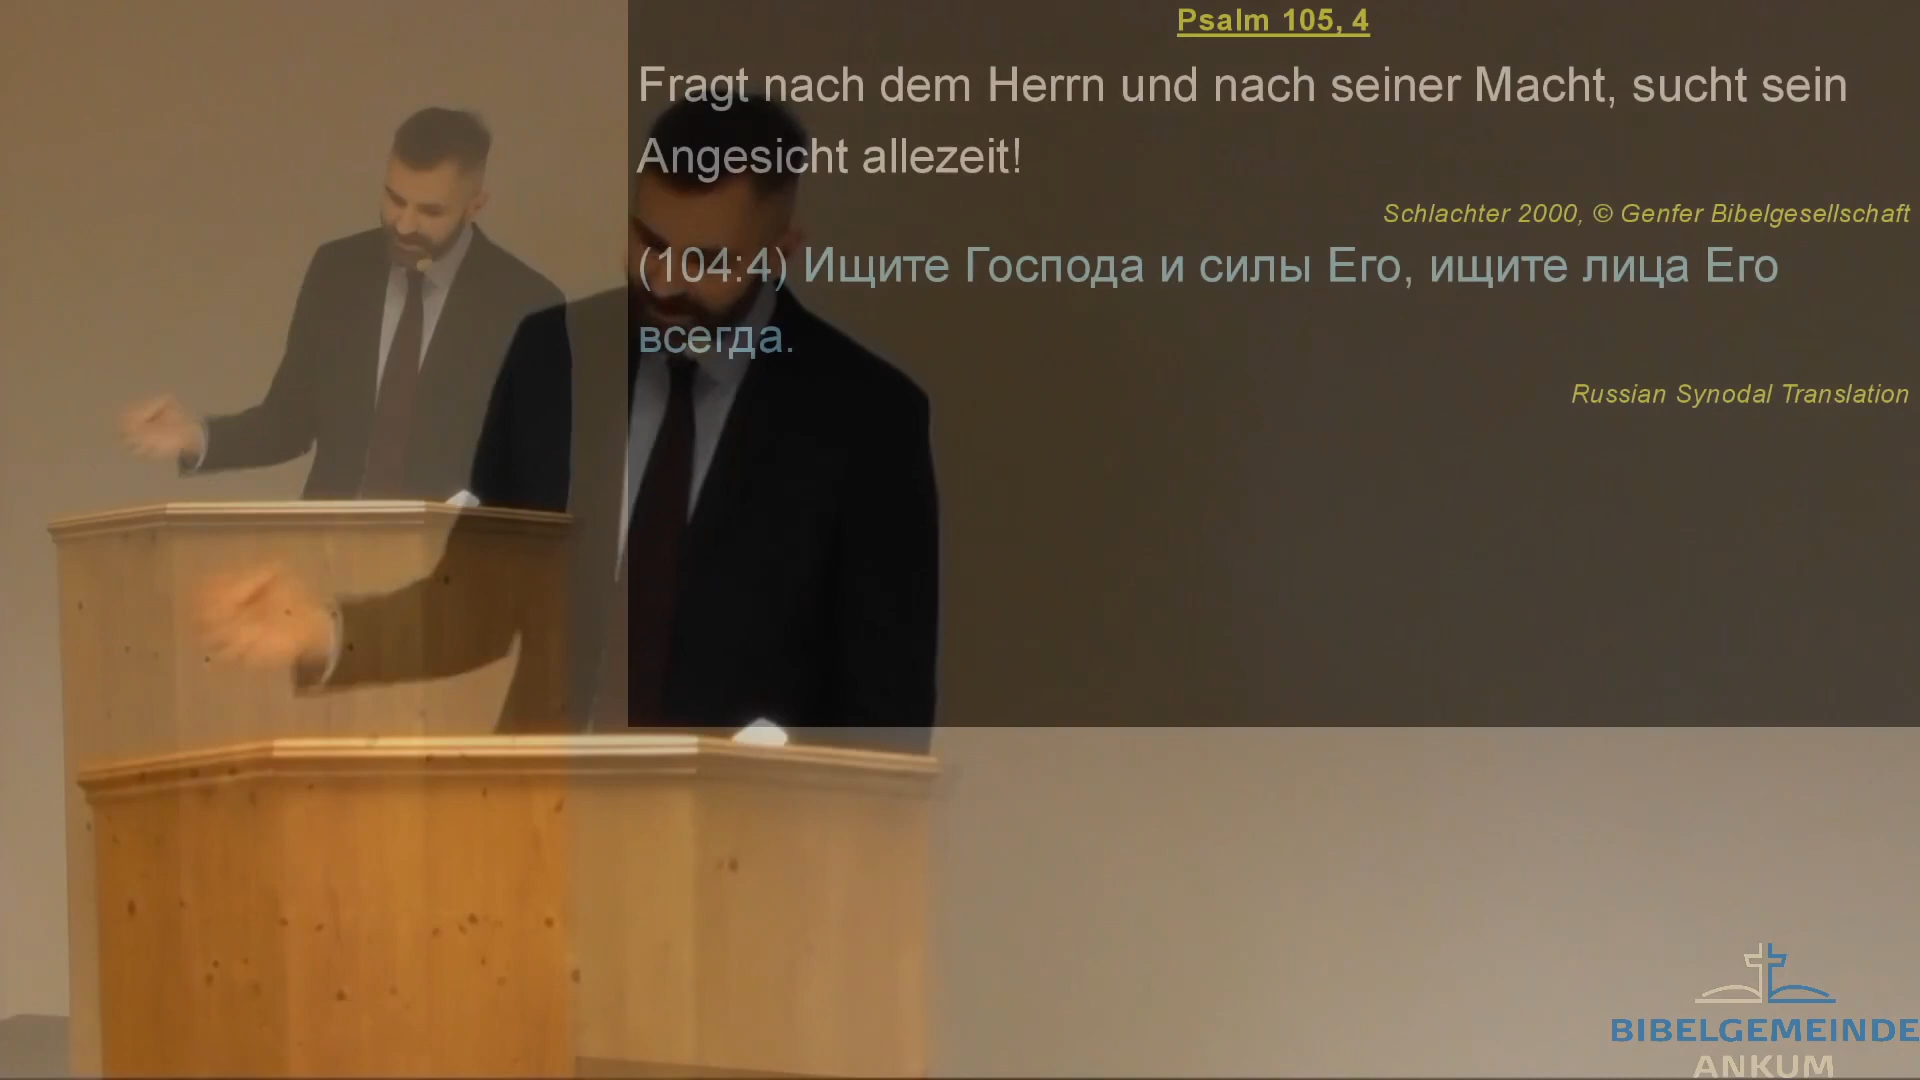 Psalm 105, 4
Fragt nach dem Herrn und nach seiner Macht, sucht sein
Angesicht allezeit!
Schlachter 2000, © Genfer Bibelgesellschaft
(104:4) Ищите Господа и силы Его, ищите лица Его
всегда.
Russian Synodal Translation
BIBELGEMEINDE
ANKUM